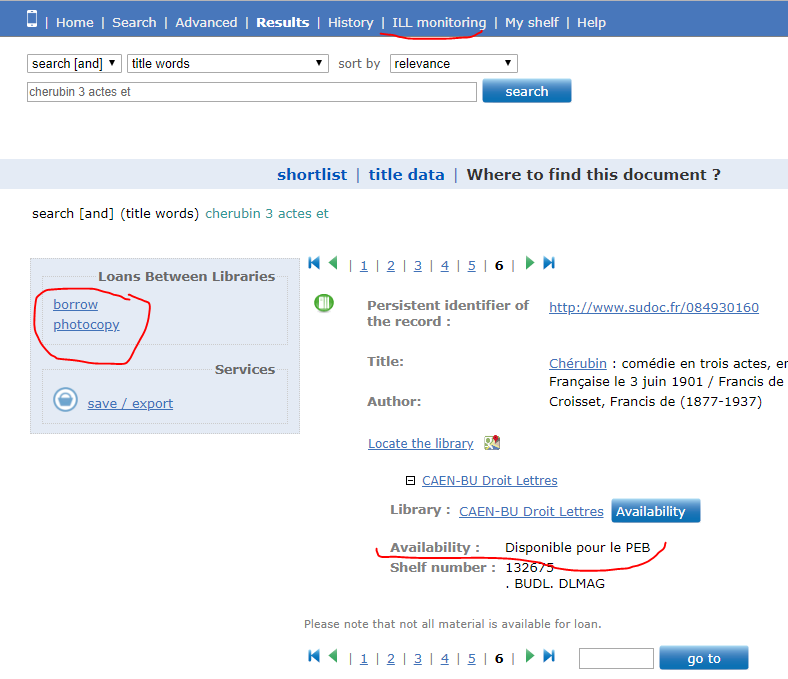 | Home | Search | Advanced | Results | History | ILL monitoring | My shelf | Help
search [and] title words sort by relevance
cherubin 3 actes et search
shortlist | title data | Where to find this document ?
search [and] (title words) cherubin 3 actes et
Loans Between Libraries
borrow
photocopy
Services
save / export
| 1 | 2 | 3 | 4 | 5 | 6 |
Persistent identifier of the record : http://www.sudoc.fr/084930160
Title: Chérubin : comédie en trois actes, en
Française le 3 juin 1901 / Francis de
Author: Croisset, Francis de (1877-1937)
Locate the library
CAEN-BU Droit Lettres
Library : CAEN-BU Droit Lettres Availability
Availability : Disponible pour le PEB
Shelf number : 132675
. BUDL. DLMAG
Please note that not all material is available for loan.
| 1 | 2 | 3 | 4 | 5 | 6 | go to